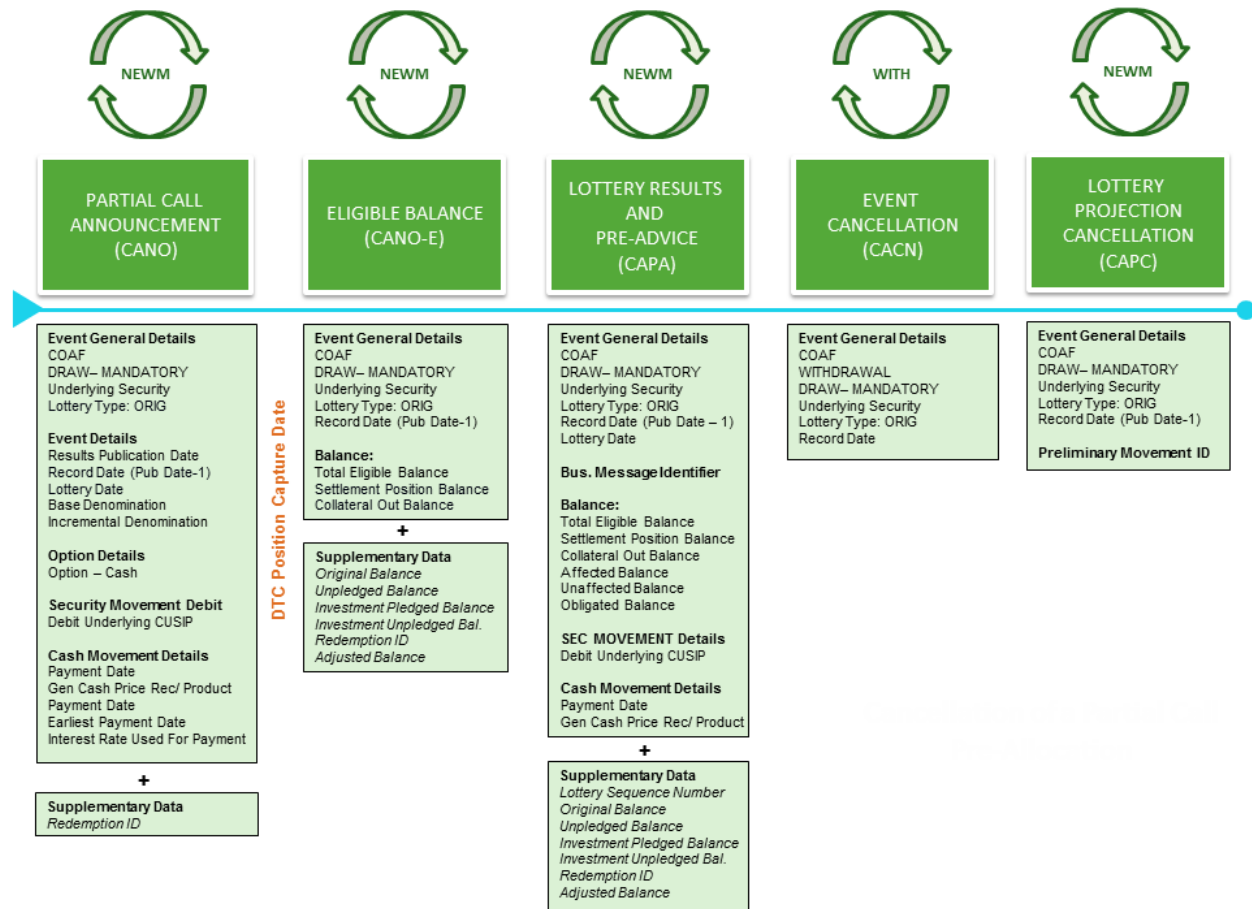 NEWM
NEWM
NEWM
WITH
NEWM
PARTIAL CALL
ANNOUNCEMENT
(CANO)
ELIGIBLE BALANCE
(CANO-E)
LOTTERY RESULTS
AND
PRE-ADVICE
(CAPA)
EVENT
CANCELLATION
(CACN)
LOTTERY
PROJECTION
CANCELLATION
(CAPC)
Event General Details
COAF
DRAW– MANDATORY
Underlying Security
Lottery Type: ORIG
Event Details
Results Publication Date
Record Date (Pub Date-1)
Lottery Date
Base Denomination
Incremental Denomination
Option Details
Option – Cash
Security Movement Debit
Debit Underlying CUSIP
Cash Movement Details
Payment Date
Gen Cash Price Rec/ Product
Payment Date
Earliest Payment Date
Interest Rate Used For Payment
+
Supplementary Data
Redemption ID
DTC Position Capture Date
Event General Details
COAF
DRAW– MANDATORY
Underlying Security
Lottery Type: ORIG
Record Date (Pub Date-1)
Balance:
Total Eligible Balance
Settlement Position Balance
Collateral Out Balance
+
Supplementary Data
Original Balance
Unpledged Balance
Investment Pledged Balance
Investment Unpledged Bal.
Redemption ID
Adjusted Balance
Event General Details
COAF
DRAW– MANDATORY
Underlying Security
Lottery Type: ORIG
Record Date (Pub Date – 1)
Lottery Date
Bus. Message Identifier
Balance:
Total Eligible Balance
Settlement Position Balance
Collateral Out Balance
Affected Balance
Unaffected Balance
Obligated Balance
SEC MOVEMENT Details
Debit Underlying CUSIP
Cash Movement Details
Payment Date
Gen Cash Price Rec/ Product
+
Supplementary Data
Lottery Sequence Number
Original Balance
Unpledged Balance
Investment Pledged Balance
Investment Unpledged Bal.
Redemption ID
Adjusted Balance
Event General Details
COAF
WITHDRAWAL
DRAW– MANDATORY
Underlying Security
Lottery Type: ORIG
Record Date
Event General Details
COAF
DRAW– MANDATORY
Underlying Security
Lottery Type: ORIG
Record Date (Pub Date-1)
Preliminary Movement ID